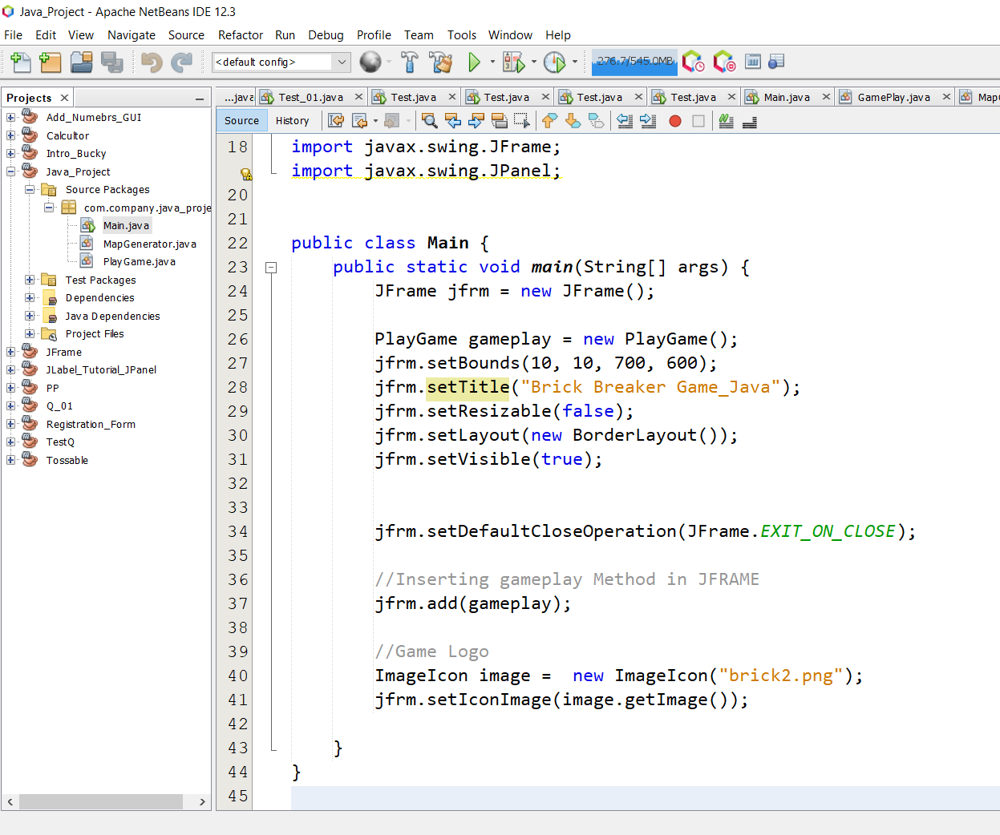 Java_Project - Apache NetBeans IDE 12.3
File Edit View Navigate Source Refactor Run Debug Profile Team Tools Window Help
<default config>
276.7/545.0MB
Projects
...java Test_01.java Test.java Test.java Test.java Test.java Main.java GamePlay.java Map
Source History
Add_Numebrs_GUI
Calcultor
Intro_Bucky
Java_Project
Source Packages
com.company.java_proje
Main.java
MapGenerator.java
PlayGame.java
Test Packages
Dependencies
Java Dependencies
Project Files
JFrame
JLabel_Tutorial_JPanel
PP
Q_01
Registration_Form
TestQ
Tossable
18 import javax.swing.JFrame;
import javax.swing.JPanel;
20
21
22 public class Main {
23 public static void main(String[] args) {
24 JFrame jfrm = new JFrame();
25
26 PlayGame gameplay = new PlayGame();
27 jfrm.setBounds(10, 10, 700, 600);
28 jfrm.setTitle("Brick Breaker Game_Java");
29 jfrm.setResizable(false);
30 jfrm.setLayout(new BorderLayout());
31 jfrm.setVisible(true);
32
33
34 jfrm.setDefaultCloseOperation(JFrame.EXIT_ON_CLOSE);
35
36 //Inserting gameplay Method in JFRAME
37 jfrm.add(gameplay);
38
39 //Game Logo
40 ImageIcon image =  new ImageIcon("brick2.png");
41 jfrm.setIconImage(image.getImage());
42
43 }
44 }
45